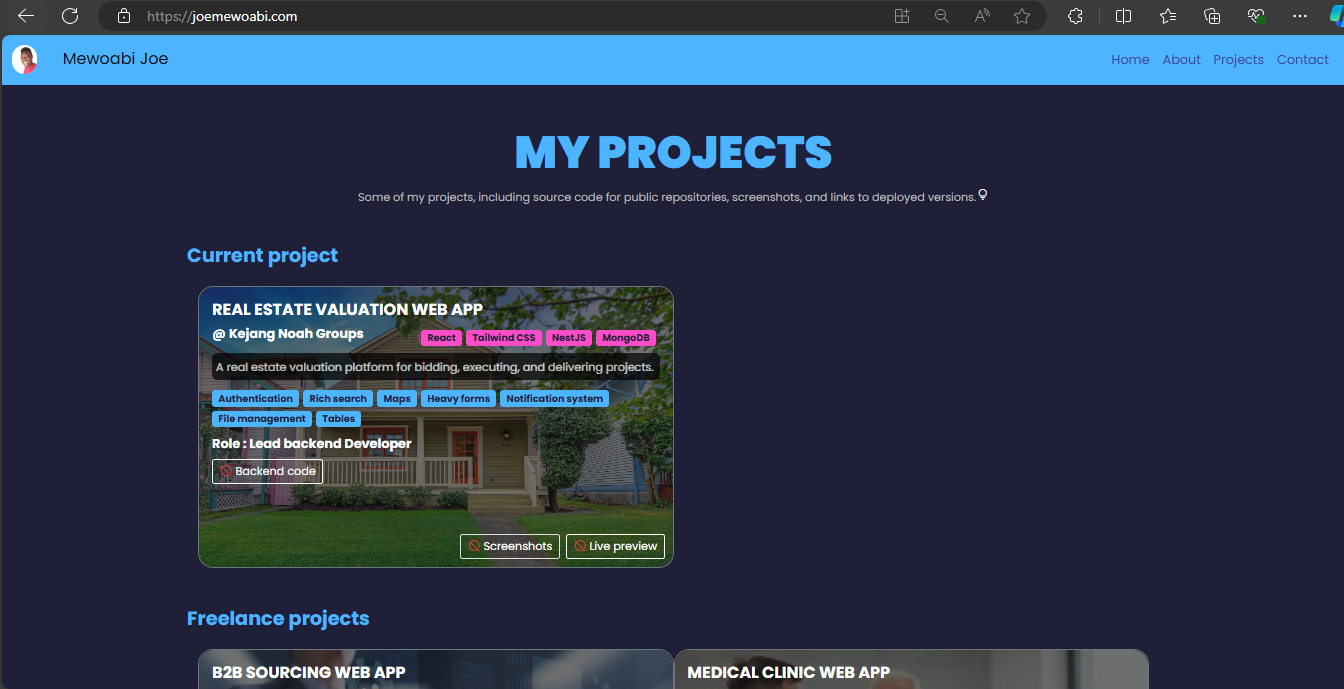 https://joemewoabi.com
Mewoabi Joe
Home About Projects Contact
MY PROJECTS
Some of my projects, including source code for public repositories, screenshots, and links to deployed versions.
Current project
REAL ESTATE VALUATION WEB APP
@ Kejang Noah Groups
React Tailwind CSS NestJS MongoDB
A real estate valuation platform for bidding, executing, and delivering projects.
Authentication Rich search Maps Heavy forms Notification system
File management Tables
Role : Lead backend Developer
Backend code
Screenshots Live preview
Freelance projects
B2B SOURCING WEB APP
MEDICAL CLINIC WEB APP